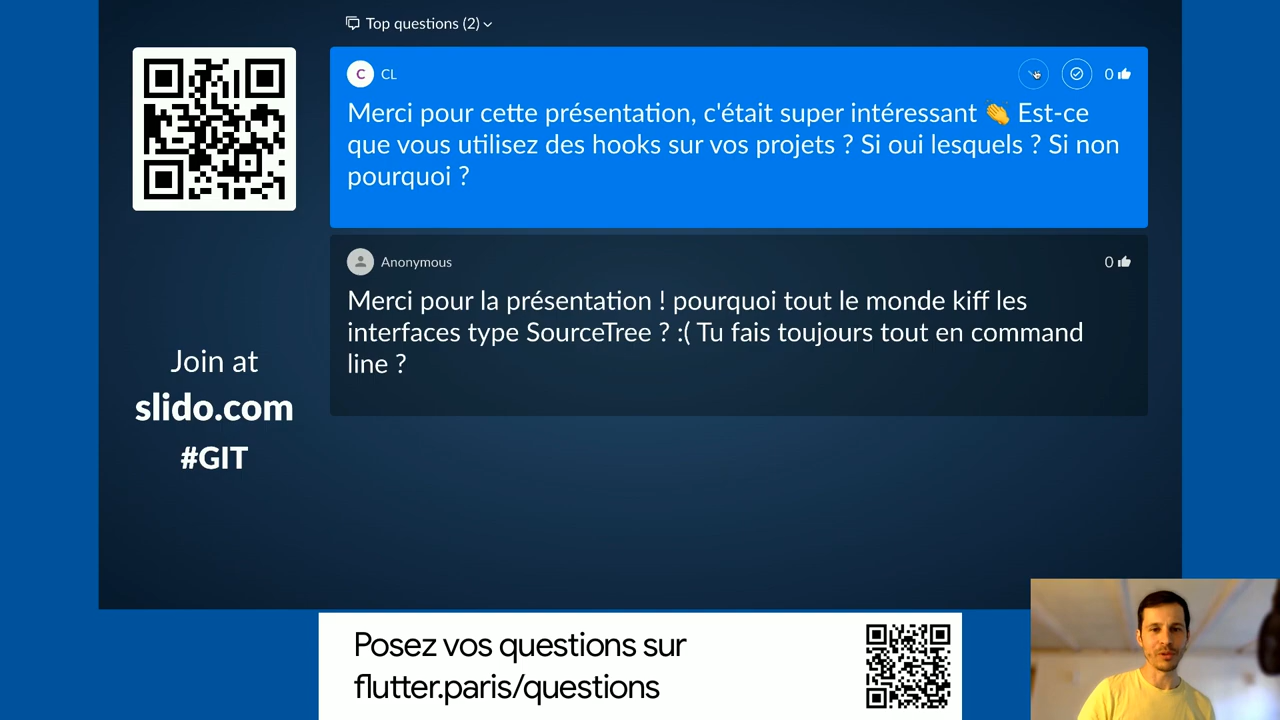 Top questions (2)
C CL
0
Merci pour cette présentation, c'était super intéressant 👏 Est-ce
que vous utilisez des hooks sur vos projets ? Si oui lesquels ? Si non
pourquoi ?
Anonymous
0
Merci pour la présentation ! pourquoi tout le monde kiff les
interfaces type SourceTree ? :( Tu fais toujours tout en command
line ?
Join at
slido.com
#GIT
Posez vos questions sur
flutter.paris/questions